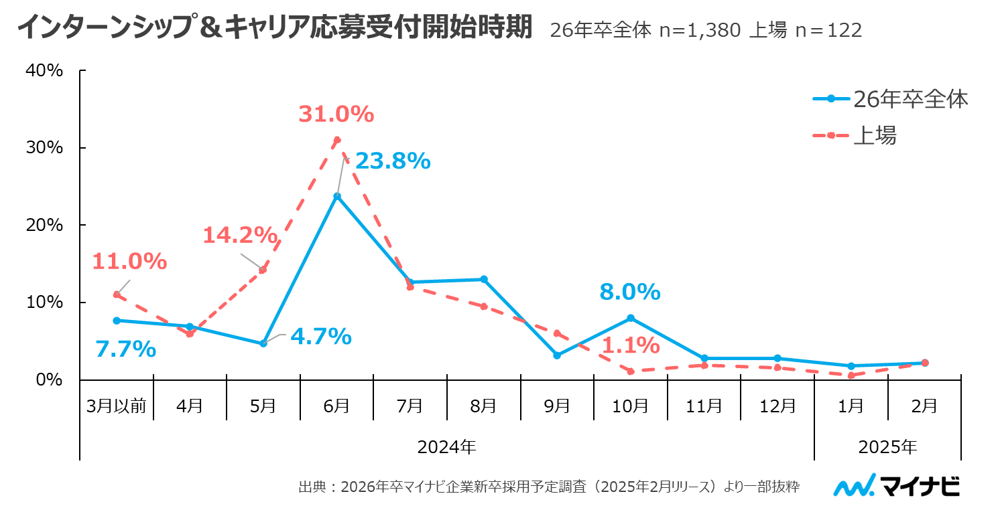 インターンシップ＆キャリア応募受付開始時期 26年卒全体 n=1,380 上場 n＝122
40%
30%
20%
10%
0%
26年卒全体
上場
31.0%
23.8%
14.2%
11.0%
8.0%
4.7%
7.7%
1.1%
3月以前 4月 5月 6月 7月 8月 9月 10月 11月 12月 1月 2月
2024年 2025年
出典：2026年卒マイナビ企業新卒採用予定調査（2025年2月リリース）より一部抜粋
マイナビ